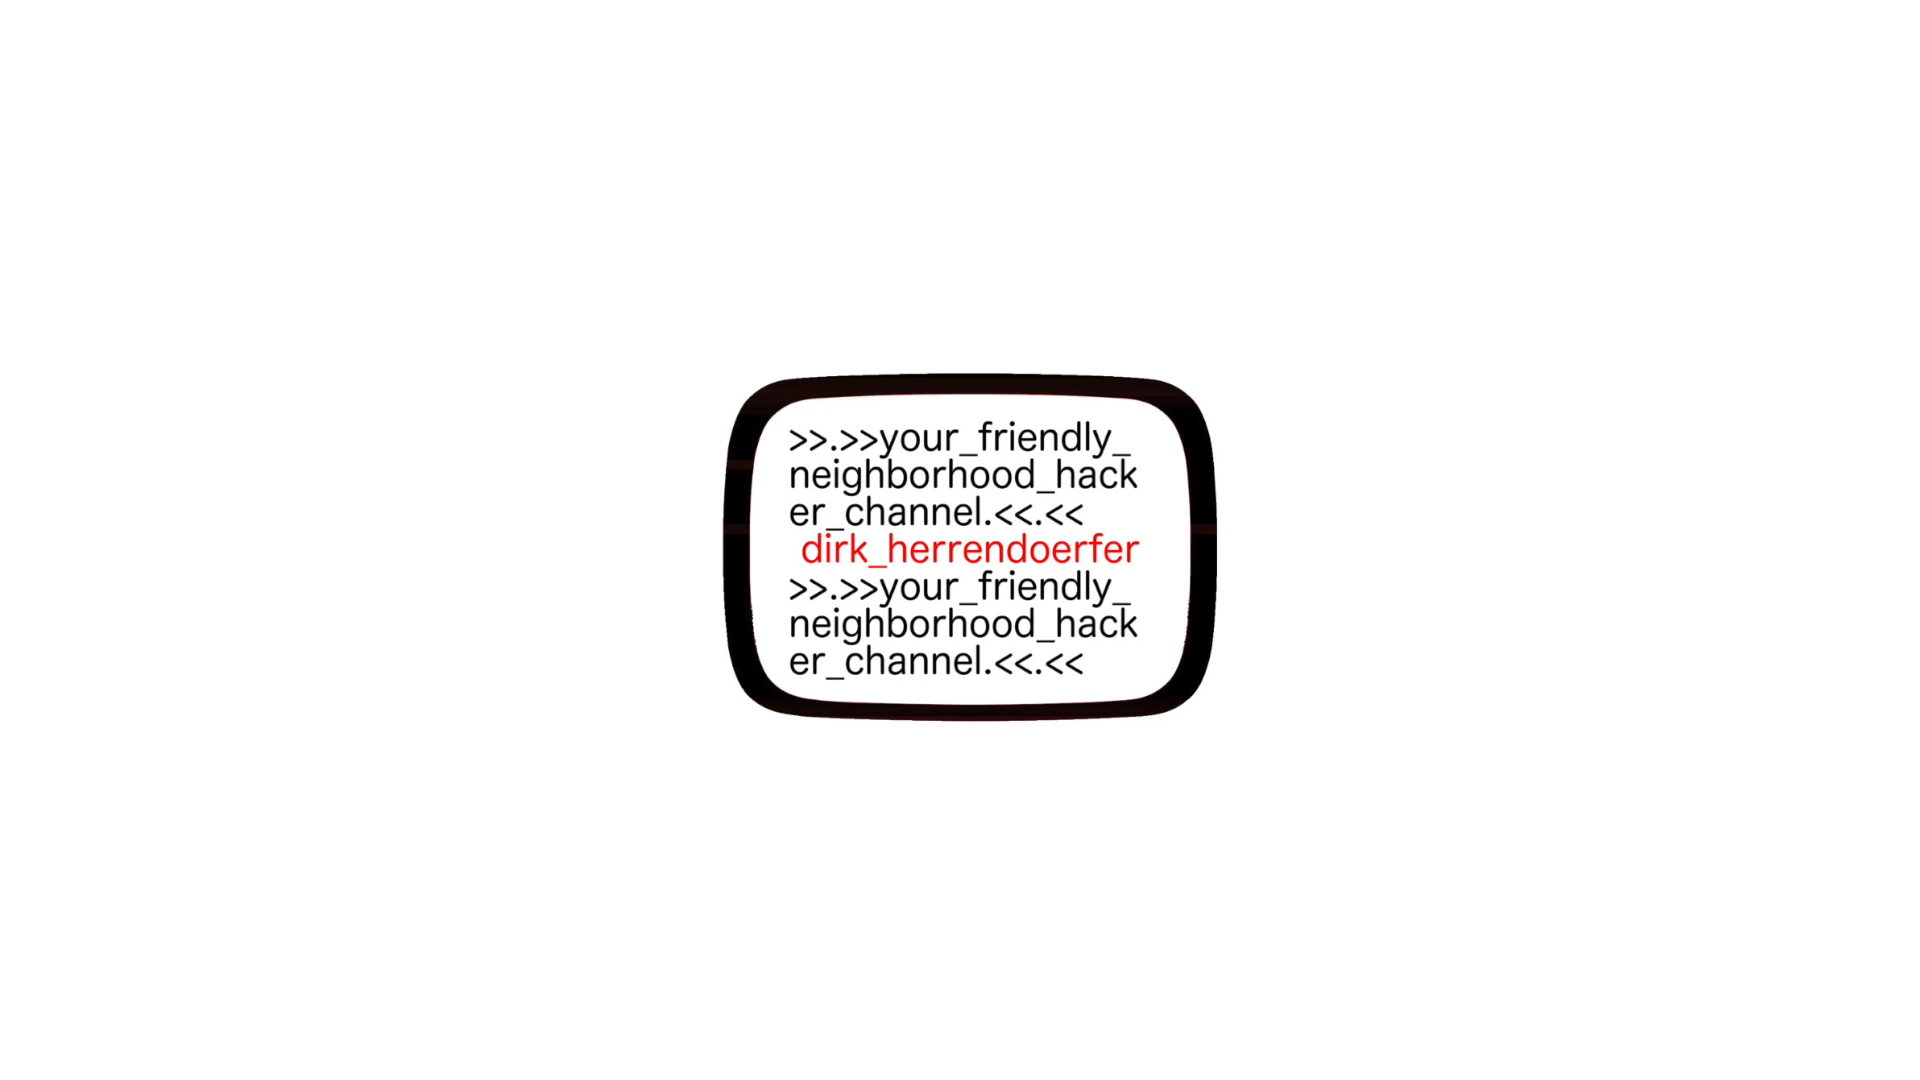 >>.>>your_friendly_
neighborhood_hack
er_channel.<<.<<
dirk_herrendoerfer
>>.>>your_friendly_
neighborhood_hack
er_channel.<<.<<